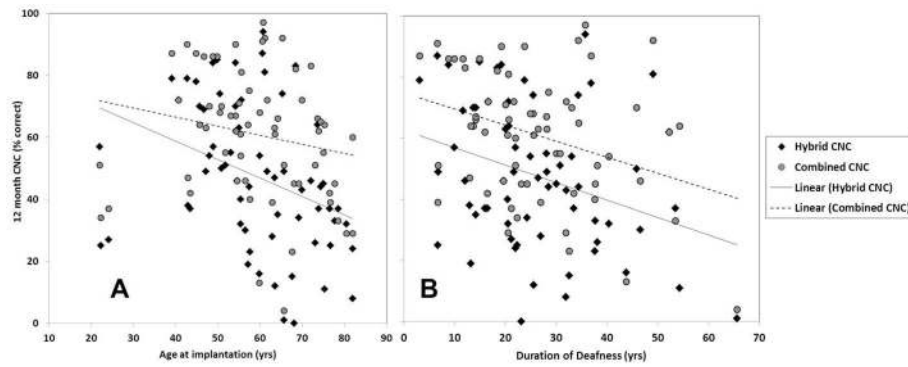 12 month CNC (% correct)
100
80
60
40
20
0
A
10 20 30 40 50 60 70 80 90
Age at implantation (yrs)
B
0 10 20 30 40 50 60 70
Duration of Deafness (yrs)
Hybrid CNC
Combined CNC
Linear (Hybrid CNC)
Linear (Combined CNC)